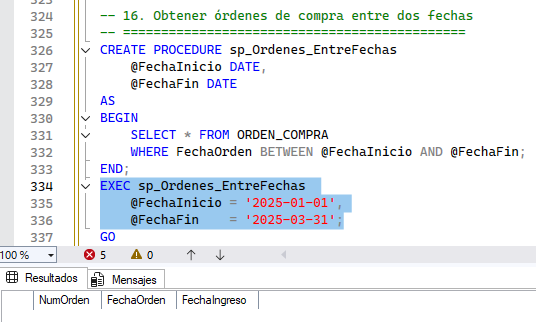 323
324 -- 16. Obtener órdenes de compra entre dos fechas
325 -- =============================================
326 CREATE PROCEDURE sp_Ordenes_EntreFechas
327 @FechaInicio DATE,
328 @FechaFin DATE
329 AS
330 BEGIN
331 SELECT * FROM ORDEN_COMPRA
332 WHERE FechaOrden BETWEEN @FechaInicio AND @FechaFin;
333 END;
334 EXEC sp_Ordenes_EntreFechas
335 @FechaInicio = '2025-01-01',
336 @FechaFin = '2025-03-31';
337 GO
100 % 5 0
Resultados Mensajes
NumOrden FechaOrden FechaIngreso